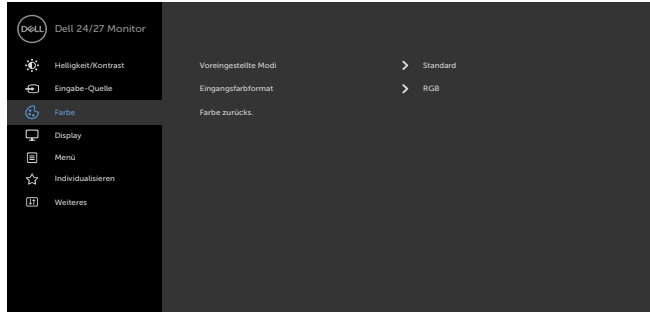 DELL Dell 24/27 Monitor
Helligkeit/Kontrast Voreingestellte Modi Standard
Eingabe-Quelle Eingangsfarbformat RGB
Farbe Farbe zurücks.
Display
Menü
Individualisieren
Weiteres